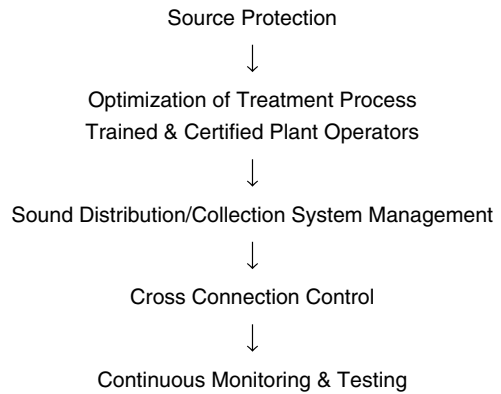 Source Protection
Optimization of Treatment Process
Trained & Certified Plant Operators
Sound Distribution/Collection System Management
Cross Connection Control
Continuous Monitoring & Testing